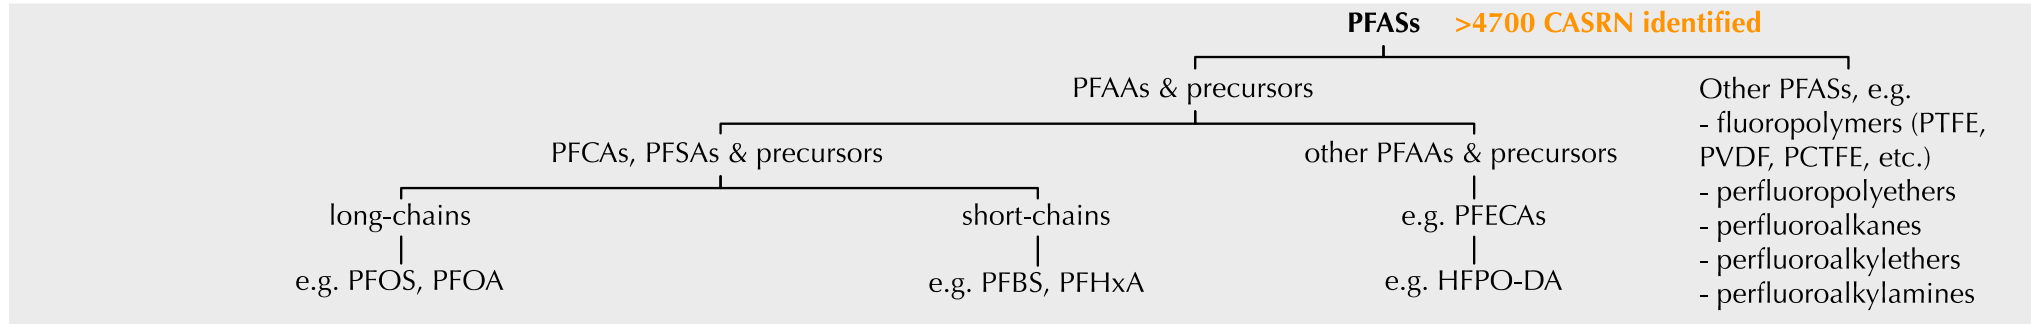 PFASs >4700 CASRN identified
PFAAs & precursors
Other PFASs, e.g.
- fluoropolymers (PTFE,
PVDF, PCTFE, etc.)
- perfluoropolyethers
- perfluoroalkanes
- perfluoroalkylethers
- perfluoroalkylamines
PFCAs, PFSAs & precursors
other PFAAs & precursors
long-chains
short-chains
e.g. PFECAs
e.g. PFOS, PFOA
e.g. PFBS, PFHxA
e.g. HFPO-DA